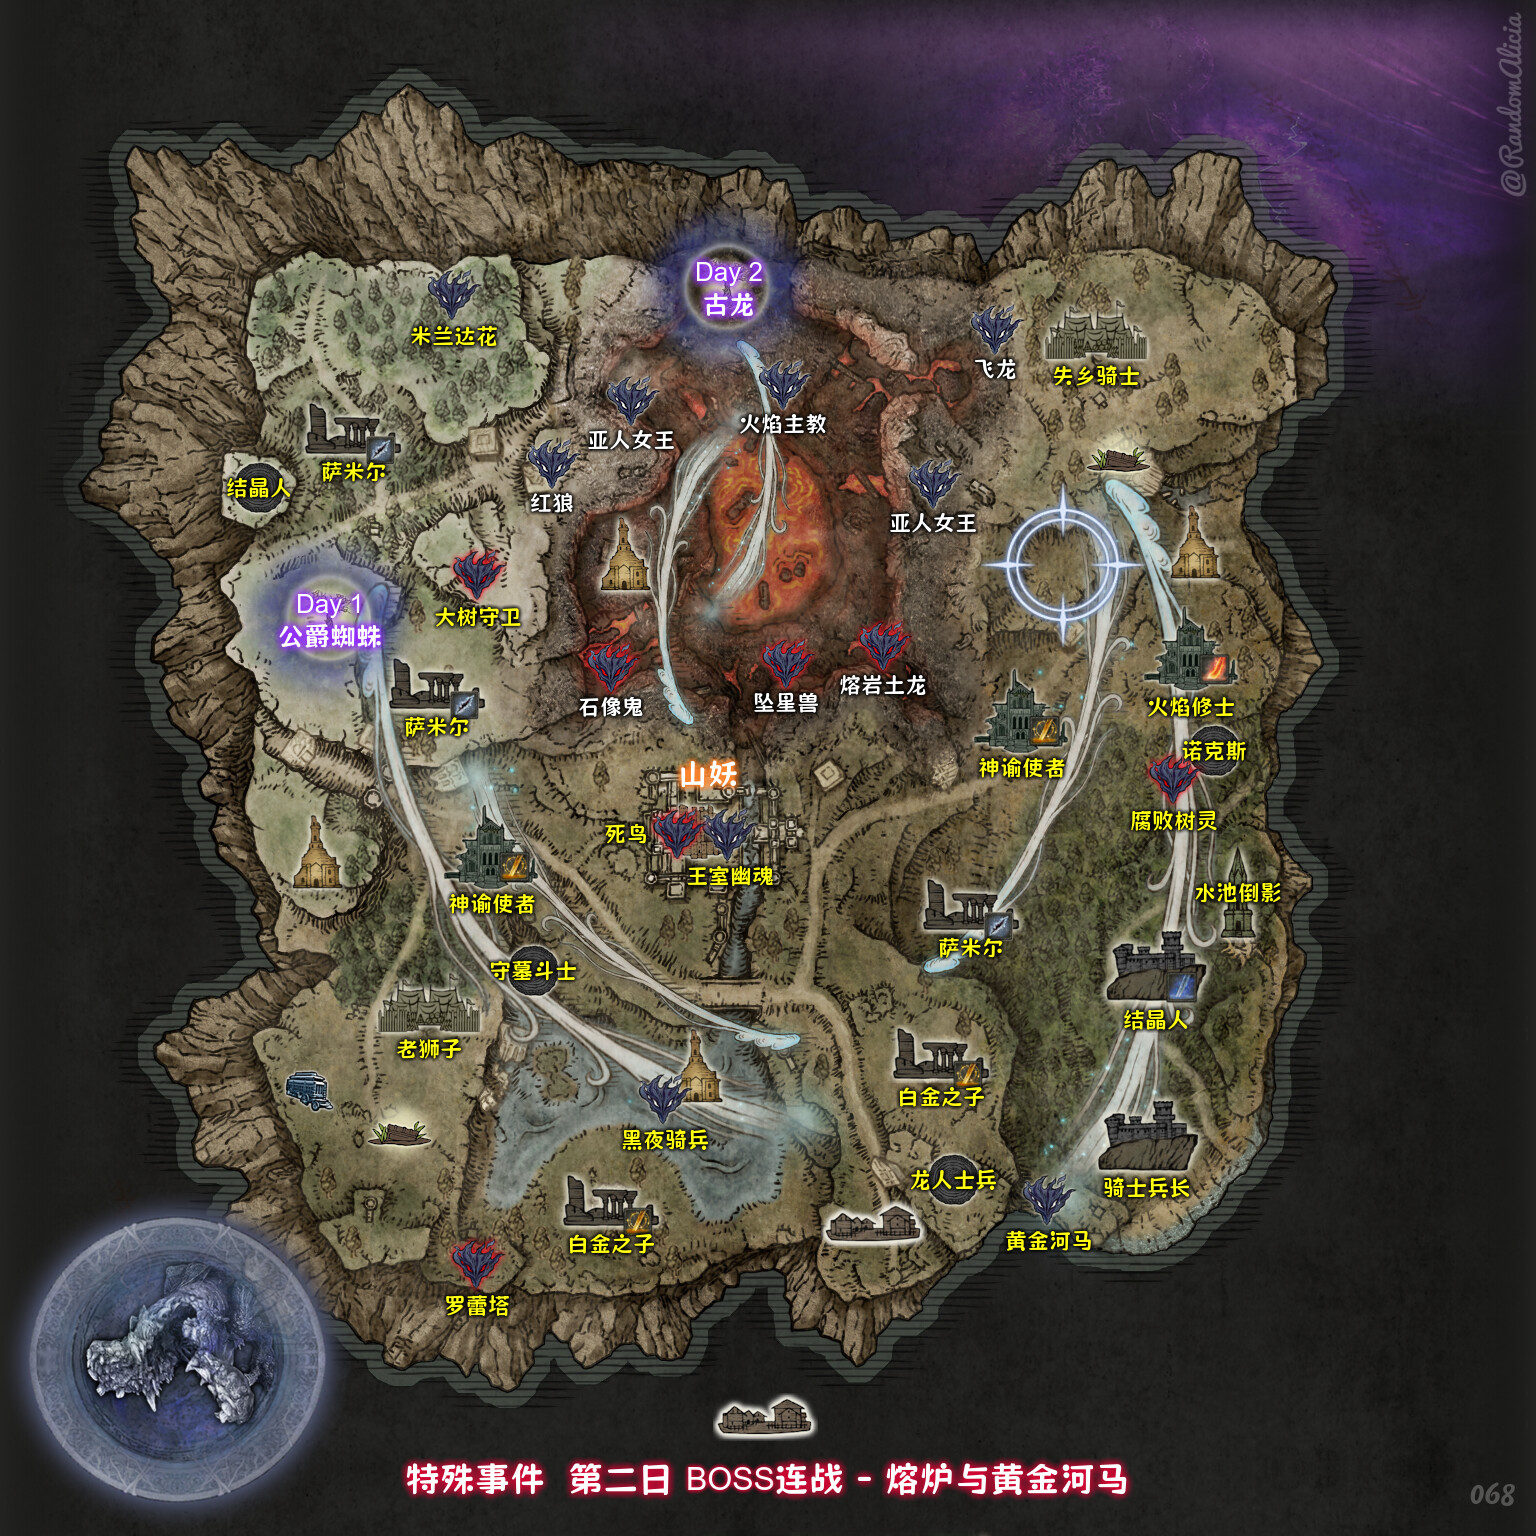 @RandomAlicia
Day 2
古龙
米兰达花
飞龙
失乡骑士
火焰主教
亚人女王
萨米尔
结晶人
红狼
亚人女王
Day 1
公爵蜘蛛
大树守卫
石像鬼
坠星兽
熔岩土龙
火焰修士
萨米尔
诺克斯
神谕使者
山妖
腐败树灵
死鸟
王室幽魂
水池倒影
神谕使者
萨米尔
守墓斗士
结晶人
老狮子
白金之子
黑夜骑兵
龙人士兵
骑士兵长
黄金河马
白金之子
罗蕾塔
特殊事件 第二日 BOSS连战 - 熔炉与黄金河马
068